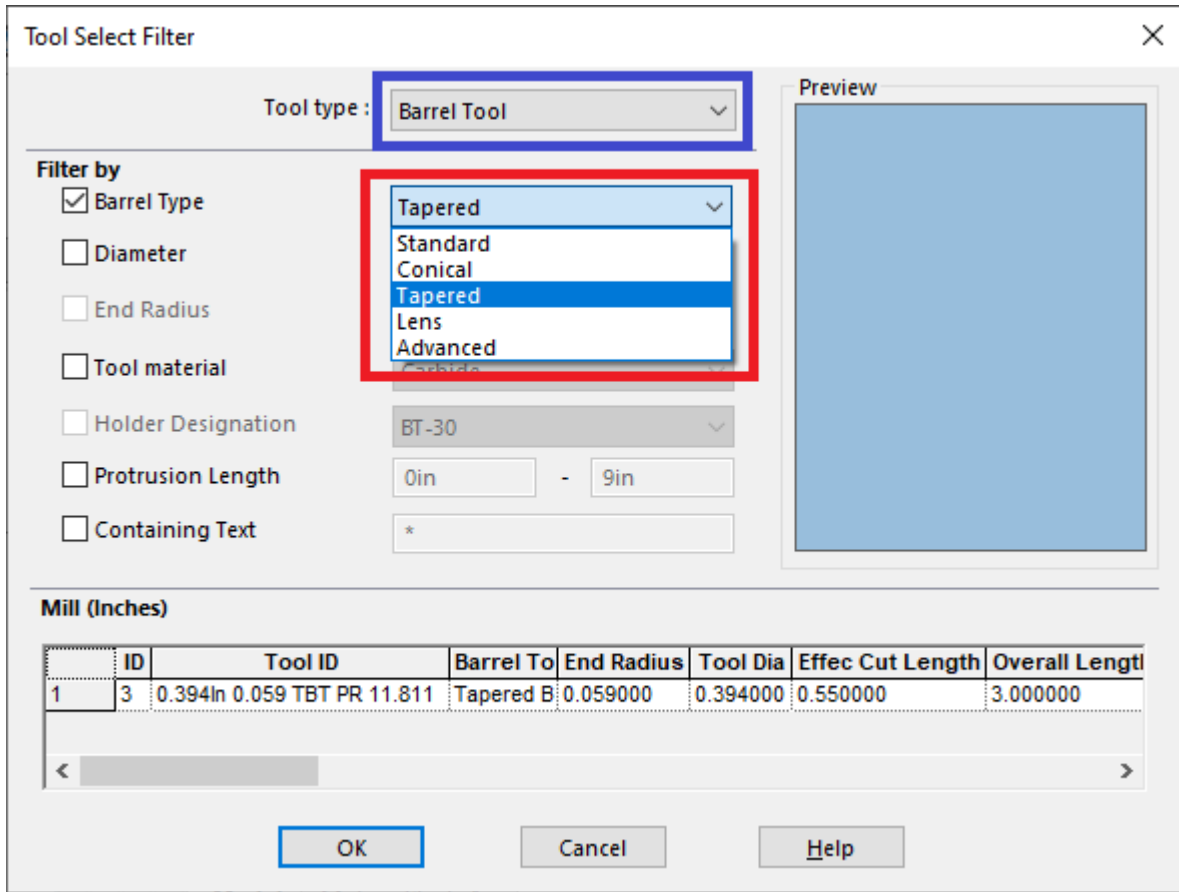 Tool Select Filter
Preview
Tool type : Barrel Tool
Filter by
Barrel Type Tapered
Standard
Diameter
Conical
Tapered
End Radius
Lens
Advanced
Tool material Carbide
Holder Designation BT-30
Protrusion Length 0in - 9in
Containing Text *
Mill (Inches)
ID Tool ID Barrel To End Radius Tool Dia Effec Cut Length Overall Lengt
1 3 0.394In 0.059 TBT PR 11.811 Tapered B 0.059000 0.394000 0.550000 3.000000
OK Cancel Help